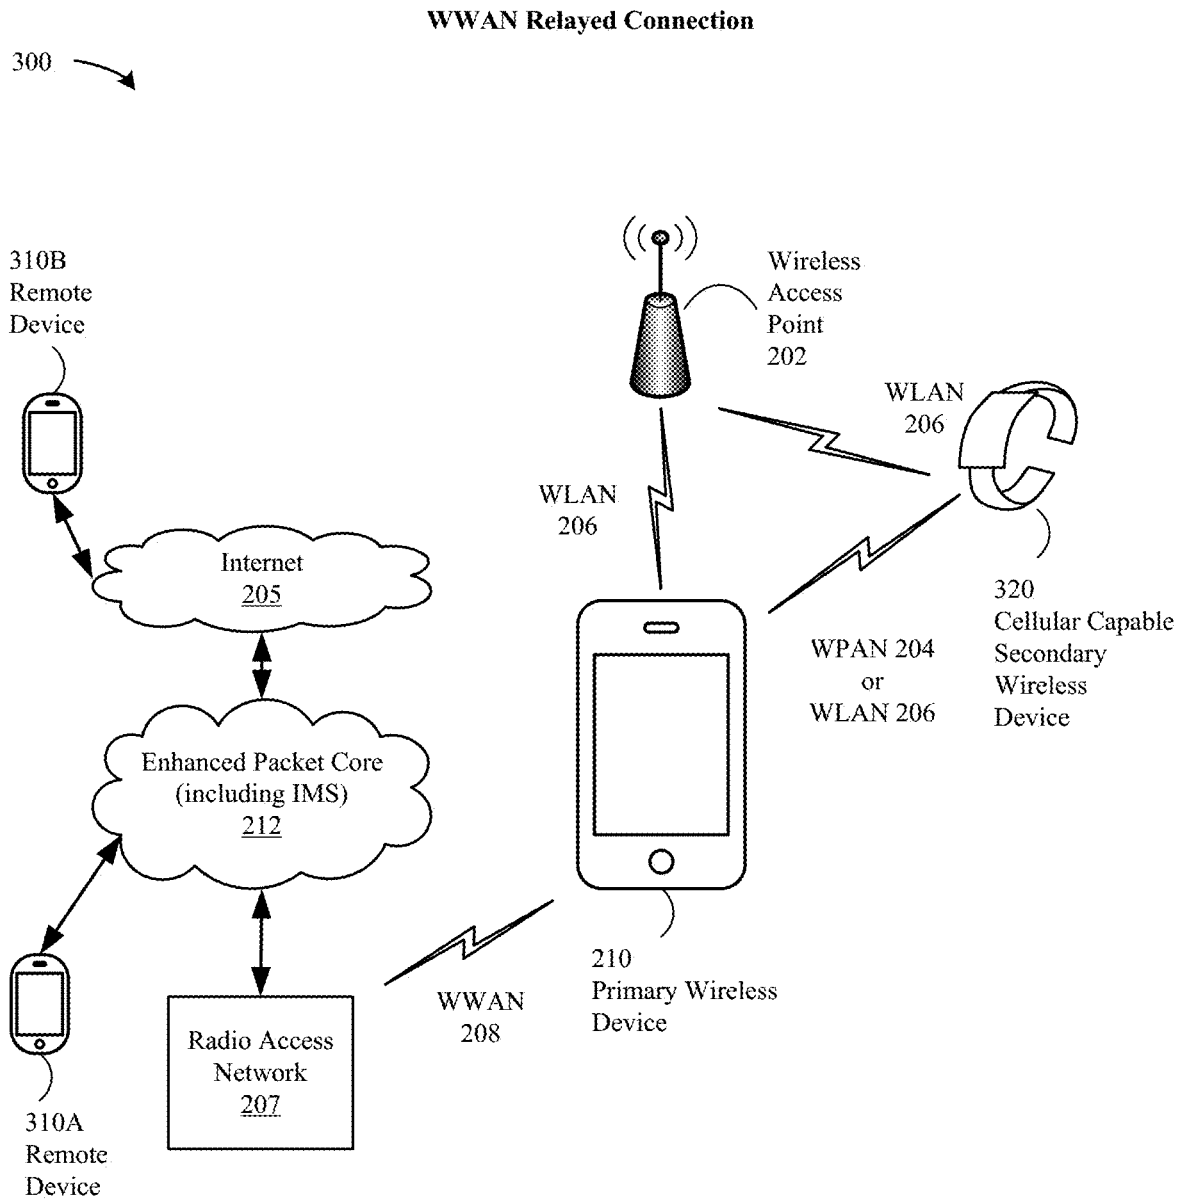 WWAN Relayed Connection
300
310B
Remote
Device
Wireless
Access
Point
202
WLAN
206
WLAN
206
Internet
205
320
Cellular Capable
Secondary
Wireless
Device
WPAN 204
or
WLAN 206
Enhanced Packet Core
(including IMS)
212
210
Primary Wireless
Device
WWAN
208
Radio Access
Network
207
310A
Remote
Device